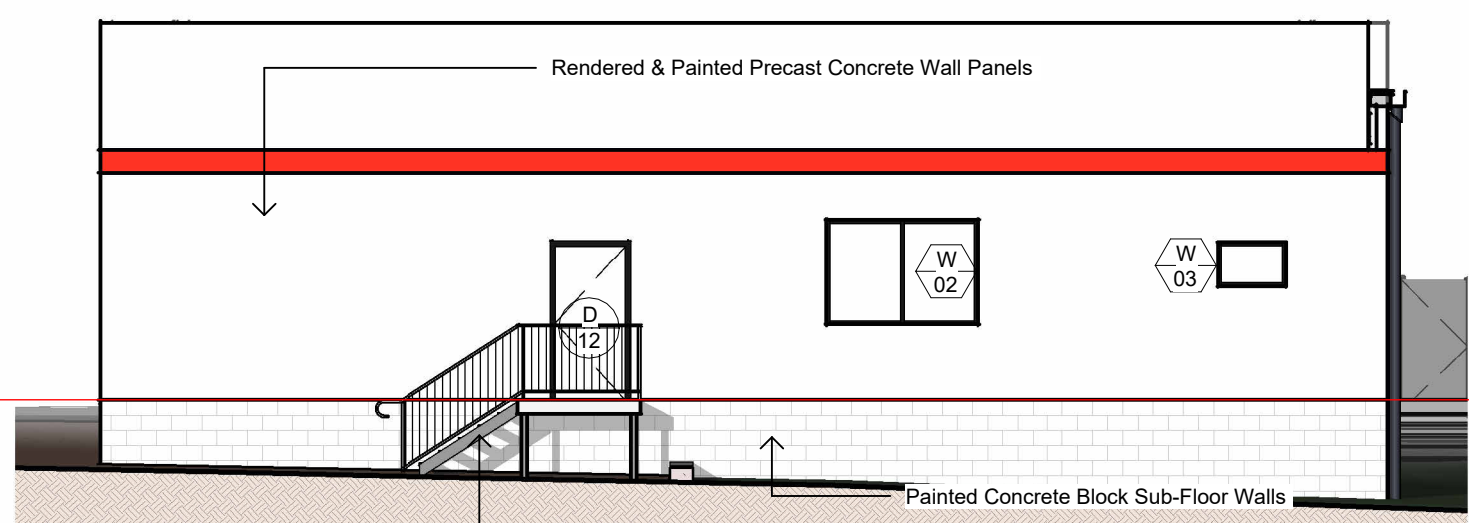 Rendered & Painted Precast Concrete Wall Panels
W
02
W
03
D
12
Painted Concrete Block Sub-Floor Walls